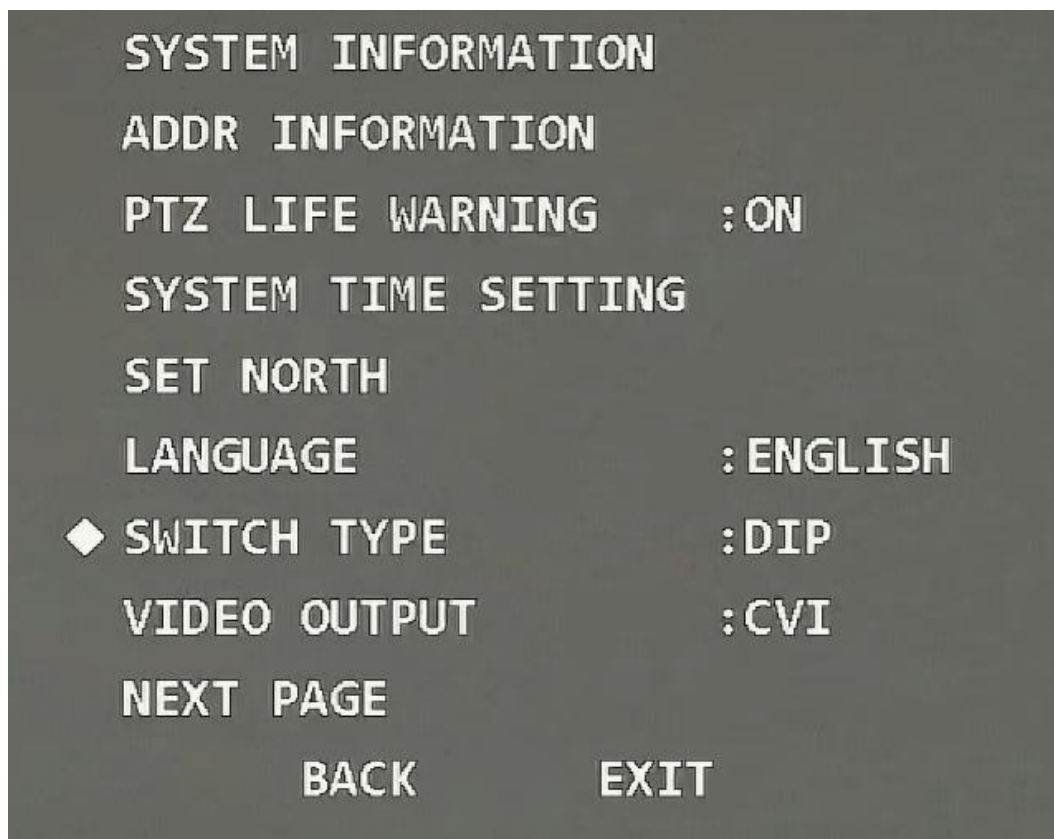 SYSTEM INFORMATION
ADDR INFORMATION
PTZ LIFE WARNING :ON
SYSTEM TIME SETTING
SET NORTH
LANGUAGE :ENGLISH
SWITCH TYPE :DIP
VIDEO OUTPUT :CVI
NEXT PAGE
BACK EXIT